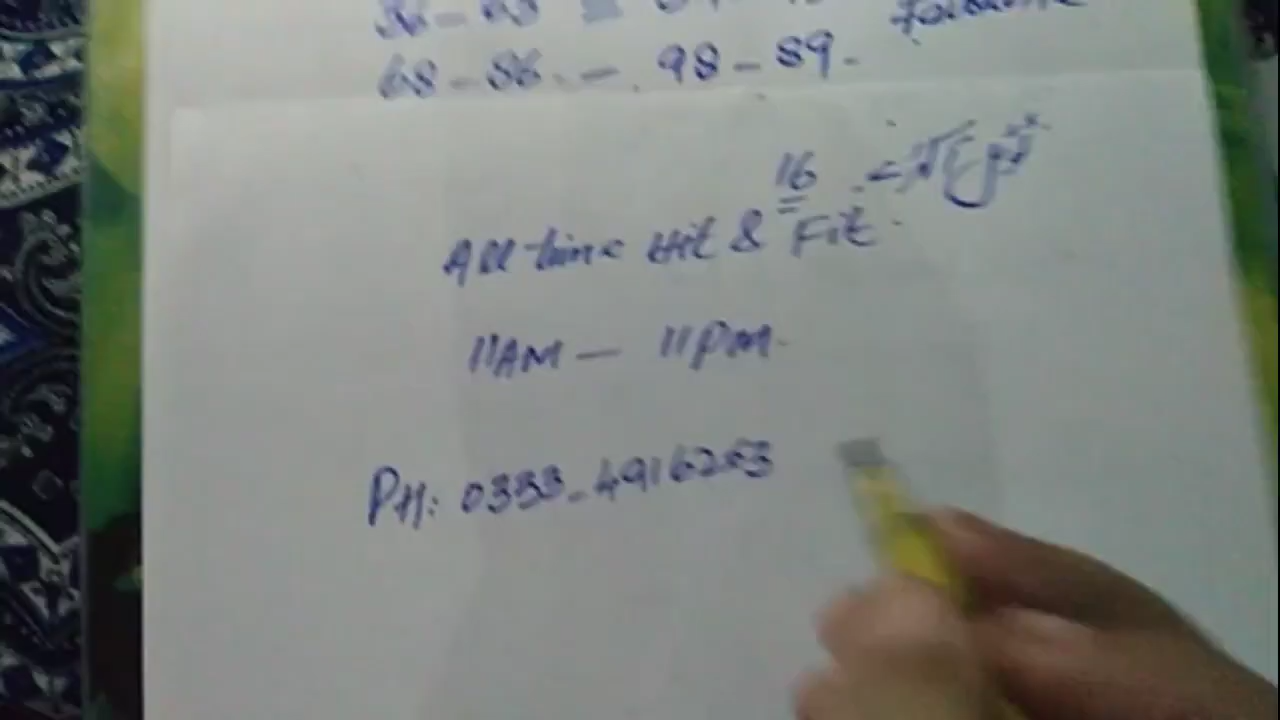 68 - 86 - 98 - 89.
16
All time Hit & Fit.
11AM — 11PM.
PH: 0333-4916253